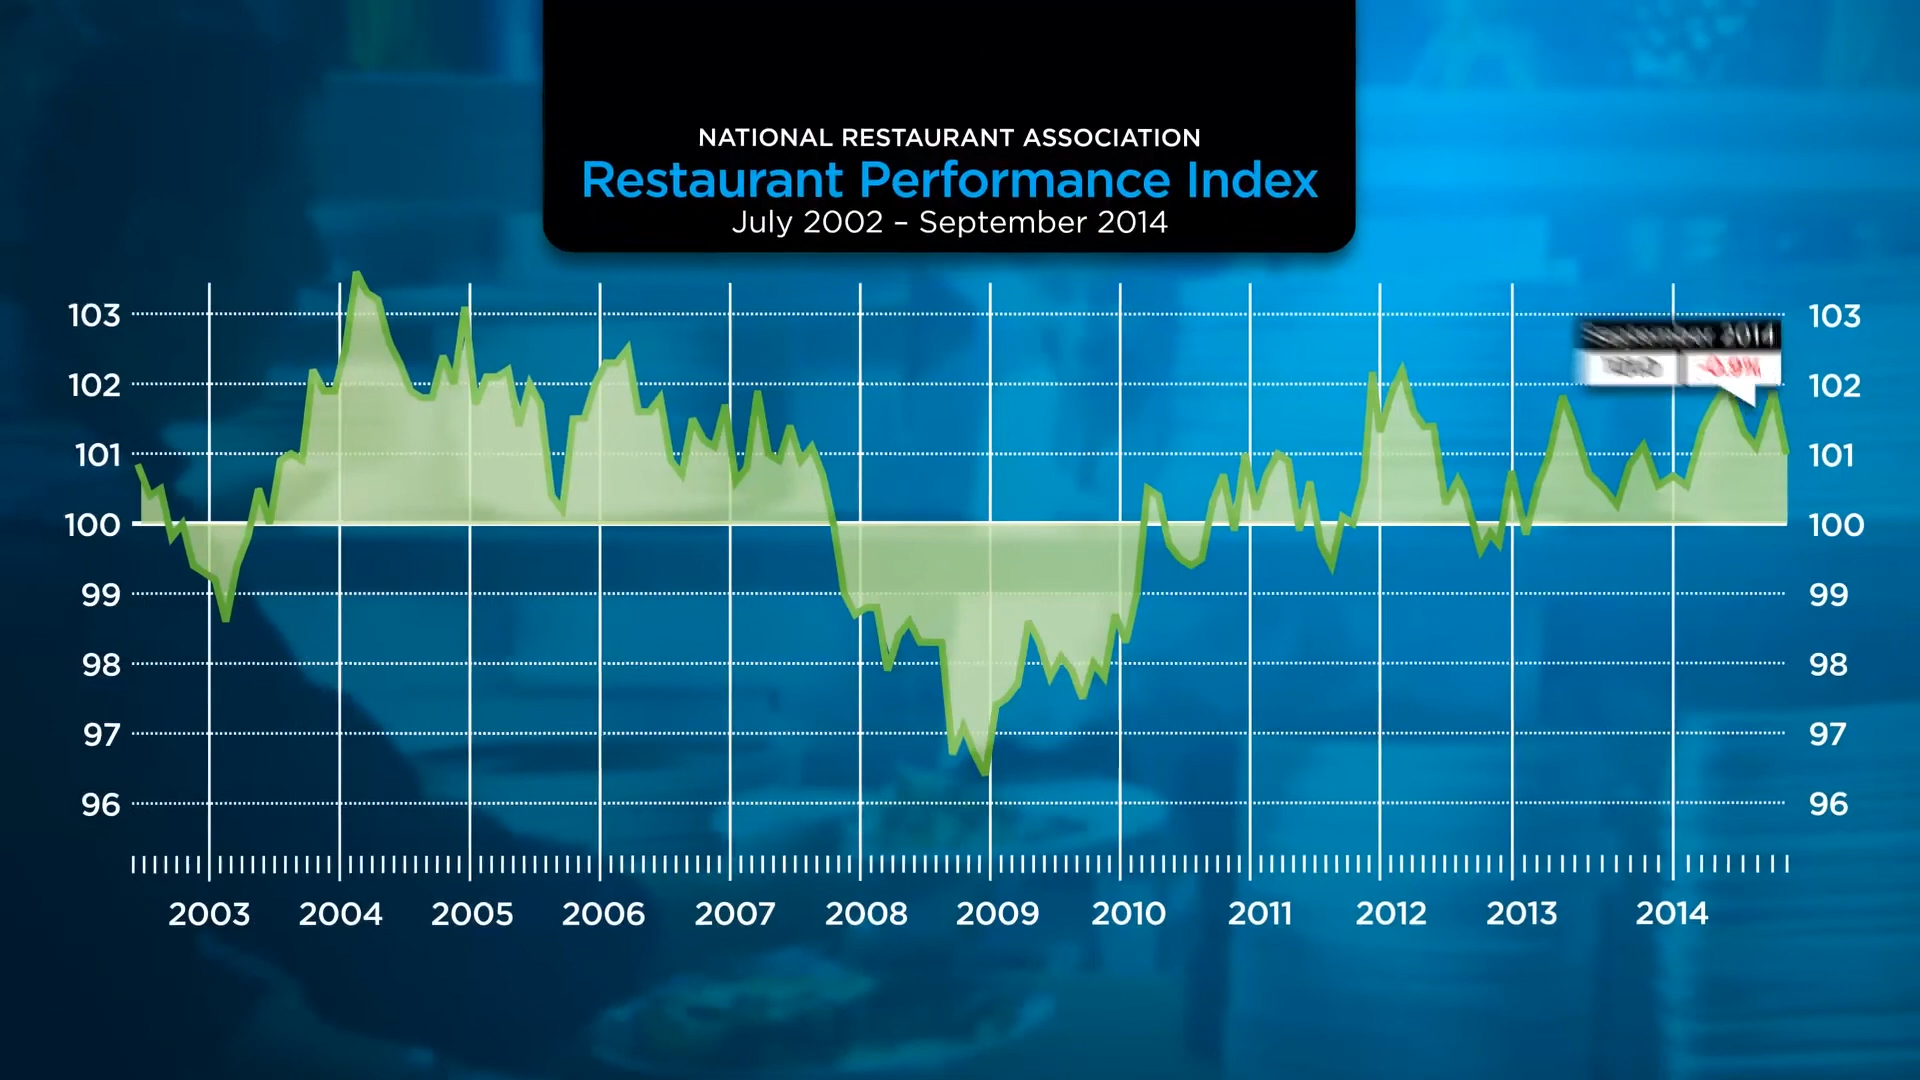 NATIONAL RESTAURANT ASSOCIATION
Restaurant Performance Index
July 2002 – September 2014
103 103
2014
102 102
101 101
100 100
99 99
98 98
97 97
96 96
2003 2004 2005 2006 2007 2008 2009 2010 2011 2012 2013 2014